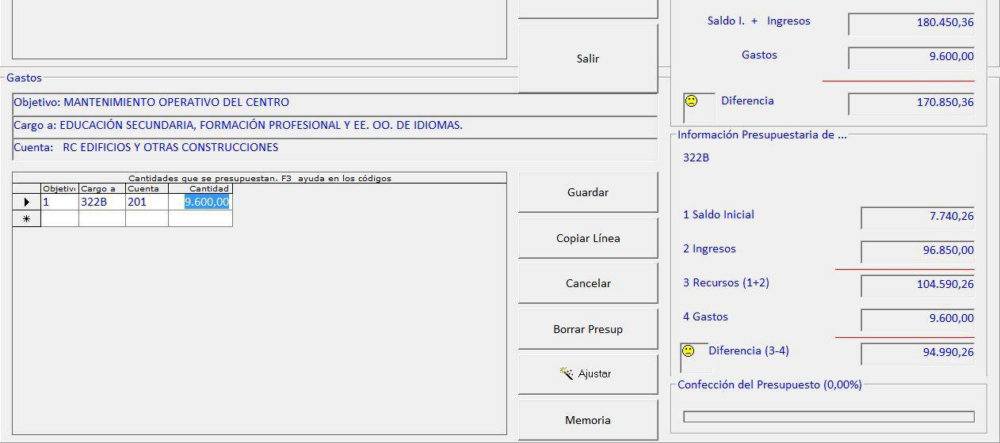 Saldo I. + Ingresos 180.450,36
Salir
Gastos 9.600,00
Gastos
Objetivo: MANTENIMIENTO OPERATIVO DEL CENTRO
Diferencia 170.850,36
Cargo a: EDUCACIÓN SECUNDARIA, FORMACIÓN PROFESIONAL Y EE. OO. DE IDIOMAS.
Cuenta: RC EDIFICIOS Y OTRAS CONSTRUCCIONES
Información Presupuestaria de ...
322B
Cantidades que se presupuestan. F3 ayuda en los códigos
Objetiv Cargo a Cuenta Cantidad
1 322B 201 9.600,00
Guardar
Copiar Línea
Cancelar
Borrar Presup
Ajustar
Memoria
1 Saldo Inicial 7.740,26
2 Ingresos 96.850,00
3 Recursos (1+2) 104.590,26
4 Gastos 9.600,00
Diferencia (3-4) 94.990,26
Confección del Presupuesto (0,00%)